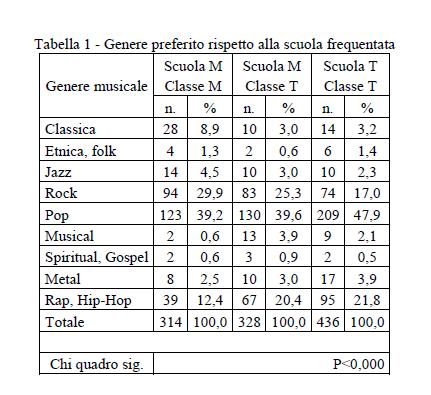 Tabella 1 - Genere preferito rispetto alla scuola frequentata
Genere musicale Scuola M Classe M Scuola M Classe T Scuola T Classe T
n. % n. % n. %
Classica 28 8,9 10 3,0 14 3,2
Etnica, folk 4 1,3 2 0,6 6 1,4
Jazz 14 4,5 10 3,0 10 2,3
Rock 94 29,9 83 25,3 74 17,0
Pop 123 39,2 130 39,6 209 47,9
Musical 2 0,6 13 3,9 9 2,1
Spiritual, Gospel 2 0,6 3 0,9 2 0,5
Metal 8 2,5 10 3,0 17 3,9
Rap, Hip-Hop 39 12,4 67 20,4 95 21,8
Totale 314 100,0 328 100,0 436 100,0
Chi quadro sig. P<0,000